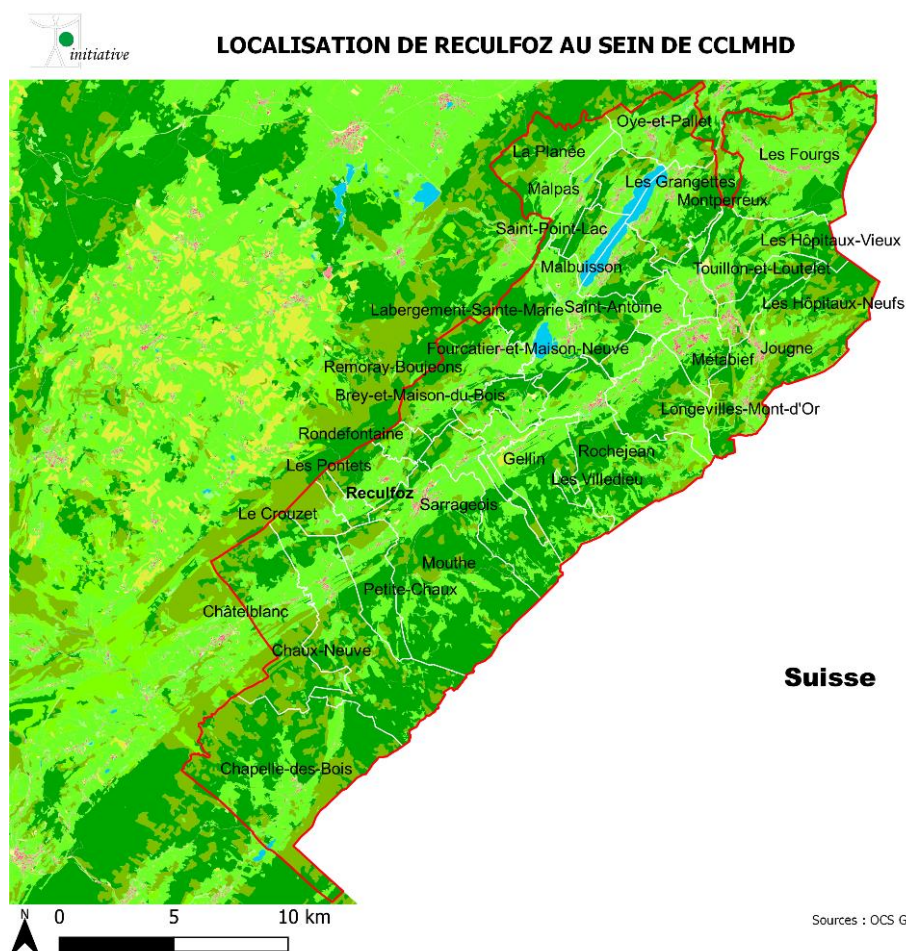 initiative
LOCALISATION DE RECULFOZ AU SEIN DE CCLMHD
Oye-et-Pallet
La Planée
Les Fourgs
Malpas
Les Grangettes
Montperreux
Saint-Point-Lac
Les Hôpitaux-Vieux
Malbuisson
Touillon-et-Loutelet
Labergement-Sainte-Marie
Saint-Antoine
Les Hôpitaux-Neufs
Fourcatier-et-Maison-Neuve
Jougne
Métabief
Remoray-Boujeons
Brey-et-Maison-du-Bois
Longevilles-Mont-d'Or
Rondefontaine
Rochejean
Gellin
Les Pontets
Les Villedieu
Reculfoz
Sarrageois
Le Crouzet
Mouthe
Petite-Chaux
Châtelblanc
Chaux-Neuve
Suisse
Chapelle-des-Bois
N
0 5 10 km
Sources : OCS G